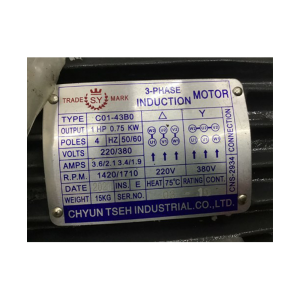 TRADE S.Y MARK
3-PHASE
INDUCTION MOTOR
TYPE C01-43B0 △ Y
OUTPUT 1 HP 0.75 KW
POLES 4 HZ 50/60
VOLTS 220/380
AMPS 3.6/2.1.3.4/1.9
R.P.M. 1420/1710 220V 380V
DATE INS. E HEAT 75℃ RATING CONT.
WEIGHT 15KG SER.NO.
CNS-2934 CONNECTION
CHYUN TSEH INDUSTRIAL.CO.,LTD.